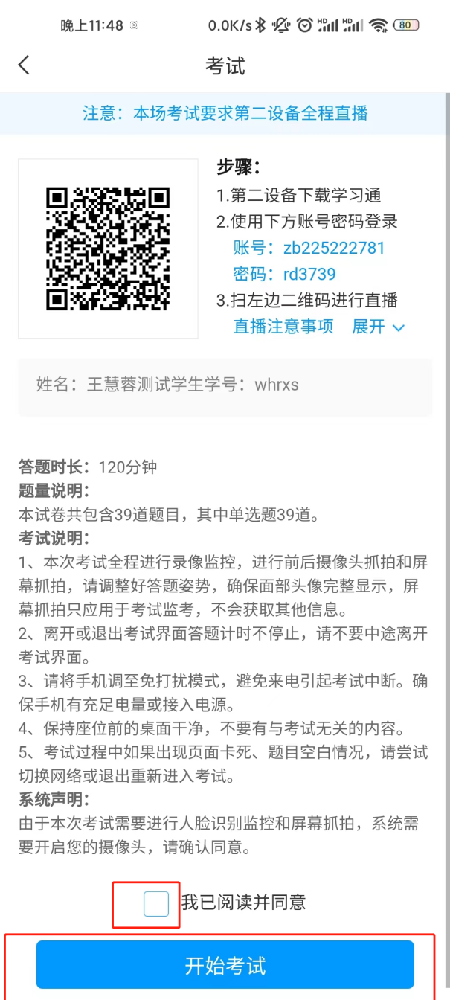 晚上11:48
0.0K/s
HD
HD
80
考试
注意：本场考试要求第二设备全程直播
步骤：
1.第二设备下载学习通
2.使用下方账号密码登录
账号：zb225222781
密码：rd3739
3.扫左边二维码进行直播
直播注意事项 展开
姓名：王慧蓉测试学生学号：whrxs
答题时长：120分钟
题量说明：
本试卷共包含39道题目，其中单选题39道。
考试说明：
1、本次考试全程进行录像监控，进行前后摄像头抓拍和屏
幕抓拍，请调整好答题姿势，确保面部头像完整显示，屏
幕抓拍只应用于考试监考，不会获取其他信息。
2、离开或退出考试界面答题计时不停止，请不要中途离开
考试界面。
3、请将手机调至免打扰模式，避免来电引起考试中断。确
保手机有充足电量或接入电源。
4、保持座位前的桌面干净，不要有与考试无关的内容。
5、考试过程中如果出现页面卡死、题目空白情况，请尝试
切换网络或退出重新进入考试。
系统声明：
由于本次考试需要进行人脸识别监控和屏幕抓拍，系统需
要开启您的摄像头，请确认同意。
我已阅读并同意
开始考试